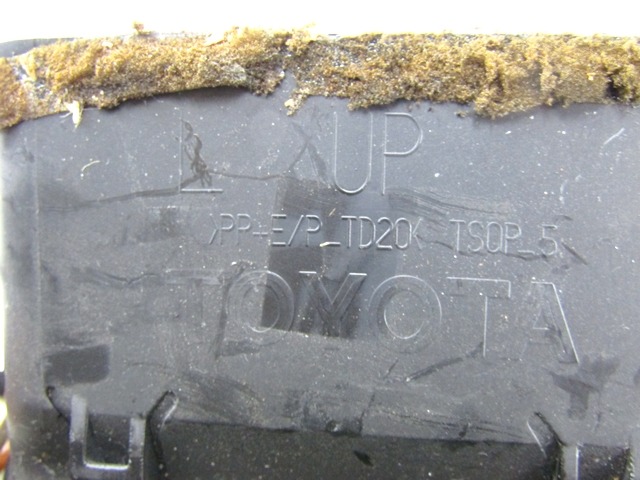 L UP
>PP-E/P_TD20< TSOP_5
TOYOTA